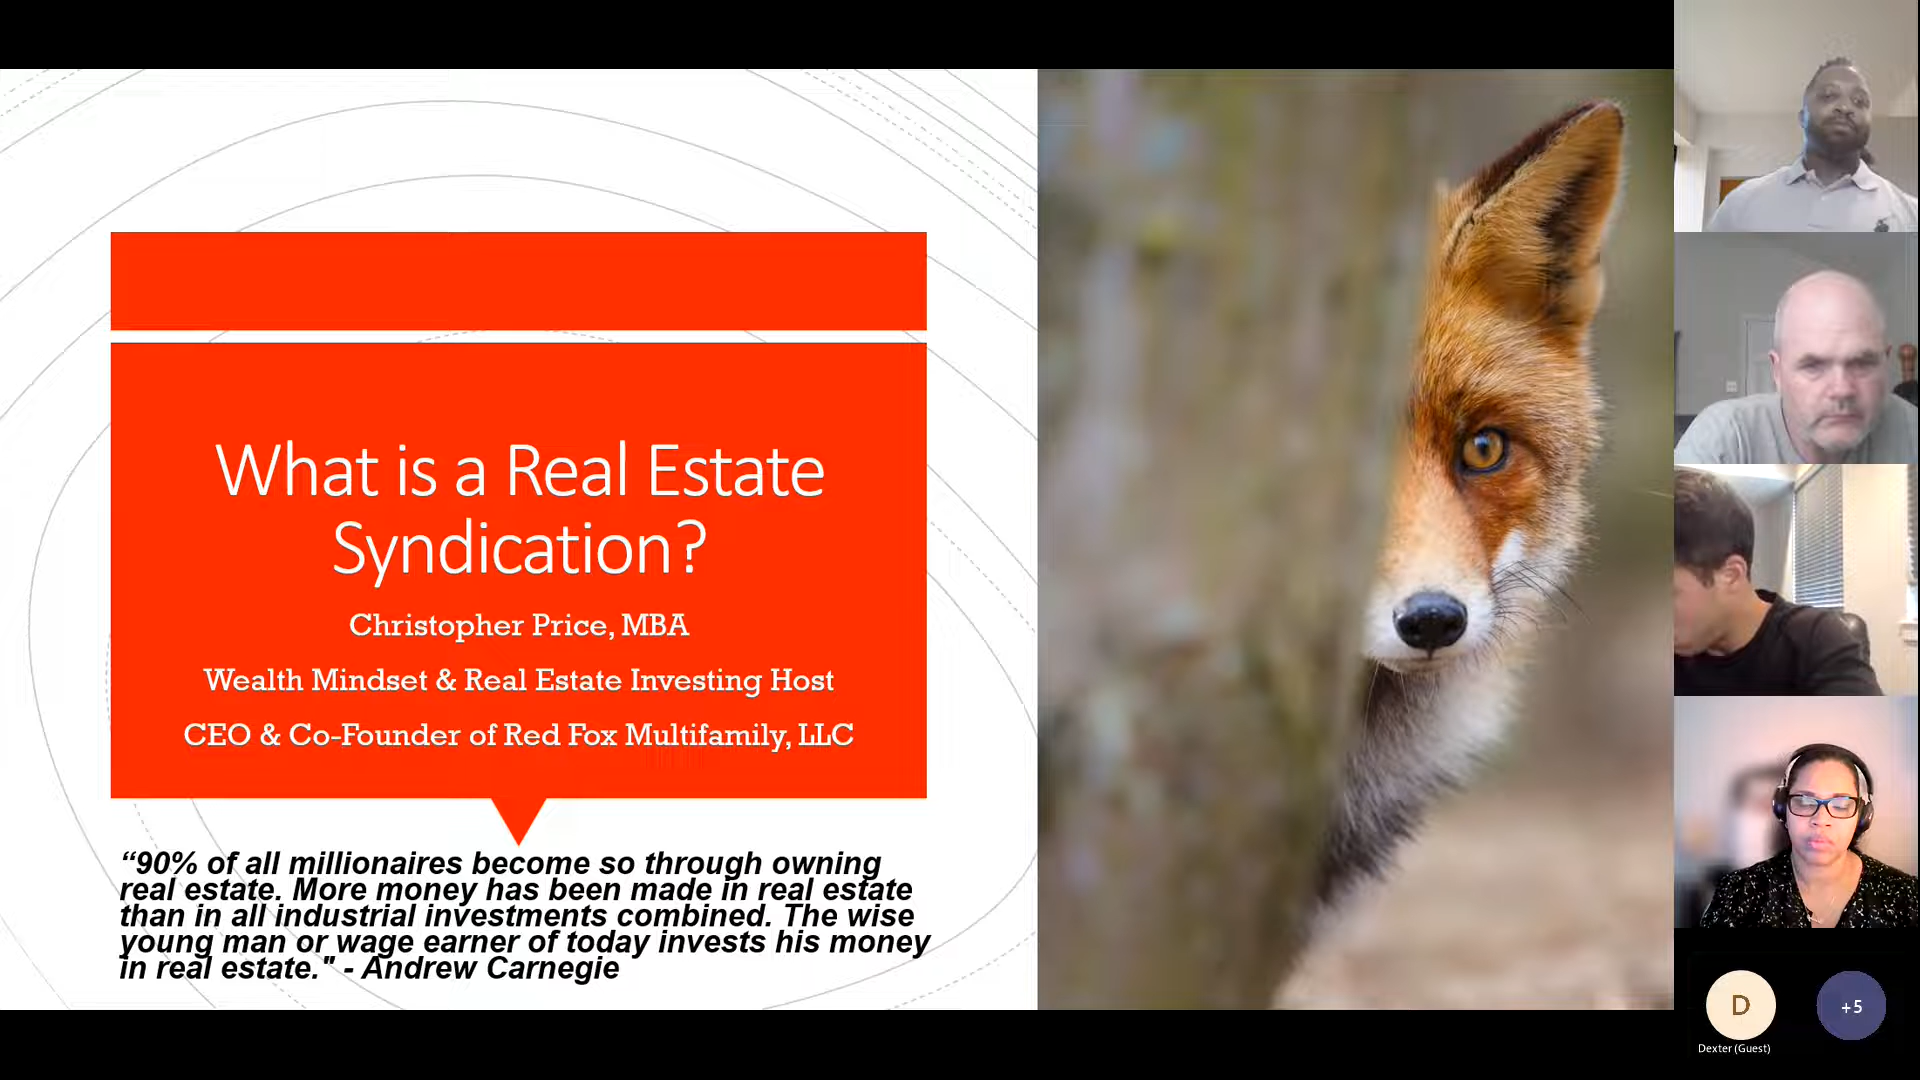 What is a Real Estate
Syndication?
Christopher Price, MBA
Wealth Mindset & Real Estate Investing Host
CEO & Co-Founder of Red Fox Multifamily, LLC
“90% of all millionaires become so through owning
real estate. More money has been made in real estate
than in all industrial investments combined. The wise
young man or wage earner of today invests his money
in real estate." - Andrew Carnegie
D
+5
Dexter (Guest)